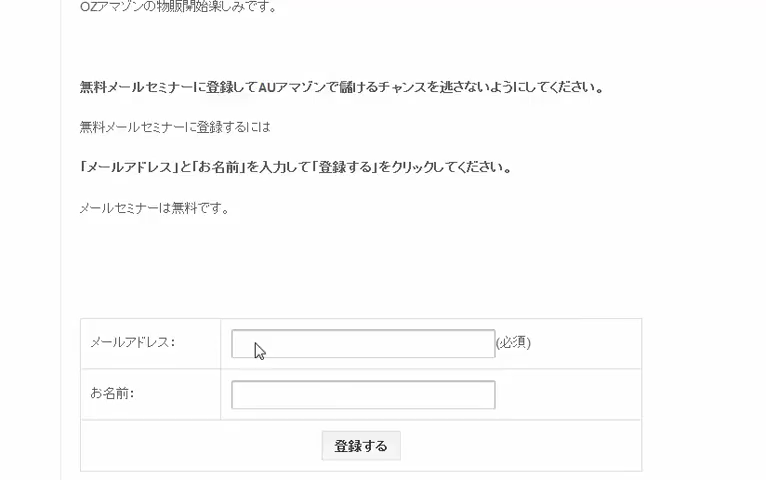 OZアマゾンの物販開始楽しみです。
無料メールセミナーに登録してAUアマゾンで儲けるチャンスを逃さないようにしてください。
無料メールセミナーに登録するには
「メールアドレス」と「お名前」を入力して「登録する」をクリックしてください。
メールセミナーは無料です。
メールアドレス: (必須)
お名前:
登録する